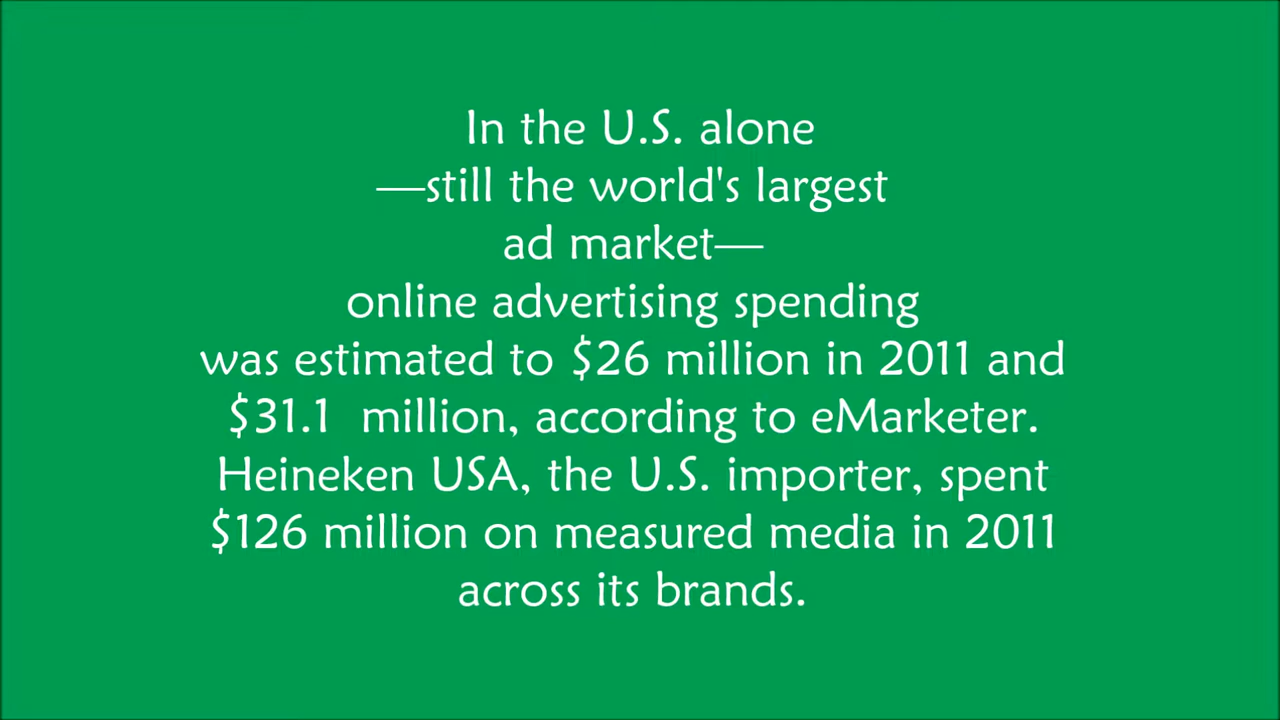 In the U.S. alone
—still the world's largest
ad market—
online advertising spending
was estimated to $26 million in 2011 and
$31.1  million, according to eMarketer.
Heineken USA, the U.S. importer, spent
$126 million on measured media in 2011
across its brands.